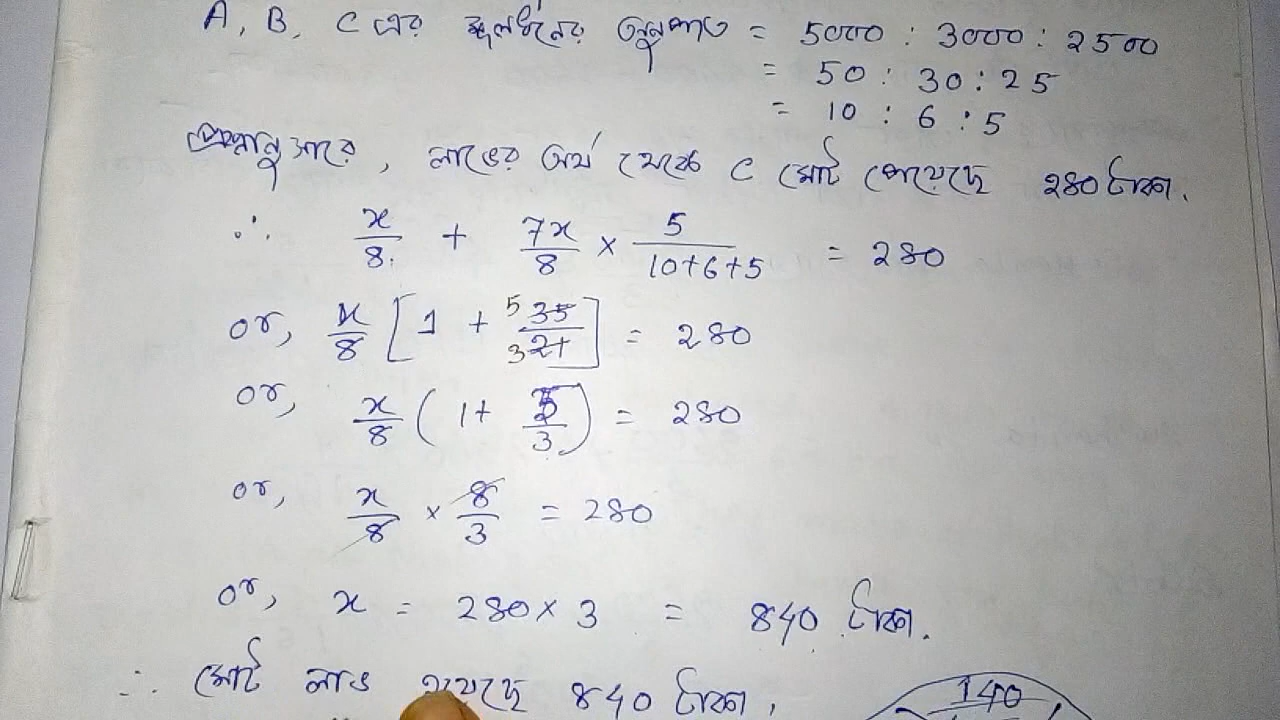 A, B, C এর মূলধনের অনুপাত = 5000 : 3000 : 2500
= 50 : 30 : 25
= 10 : 6 : 5
প্রশ্নানুসারে, লাভের অর্থ থেকে C মোট পেয়েছে 280 টাকা.
∴ x/8 + 7x/8 × 5/(10+6+5) = 280
or, x/8 [1 + 5 35/3 21] = 280
or, x/8 (1 + 5/3) = 280
or, x/8 × 8/3 = 280
or, x = 280 × 3 = 840 টাকা.
∴ মোট লাভ হয়েছে 840 টাকা,
140